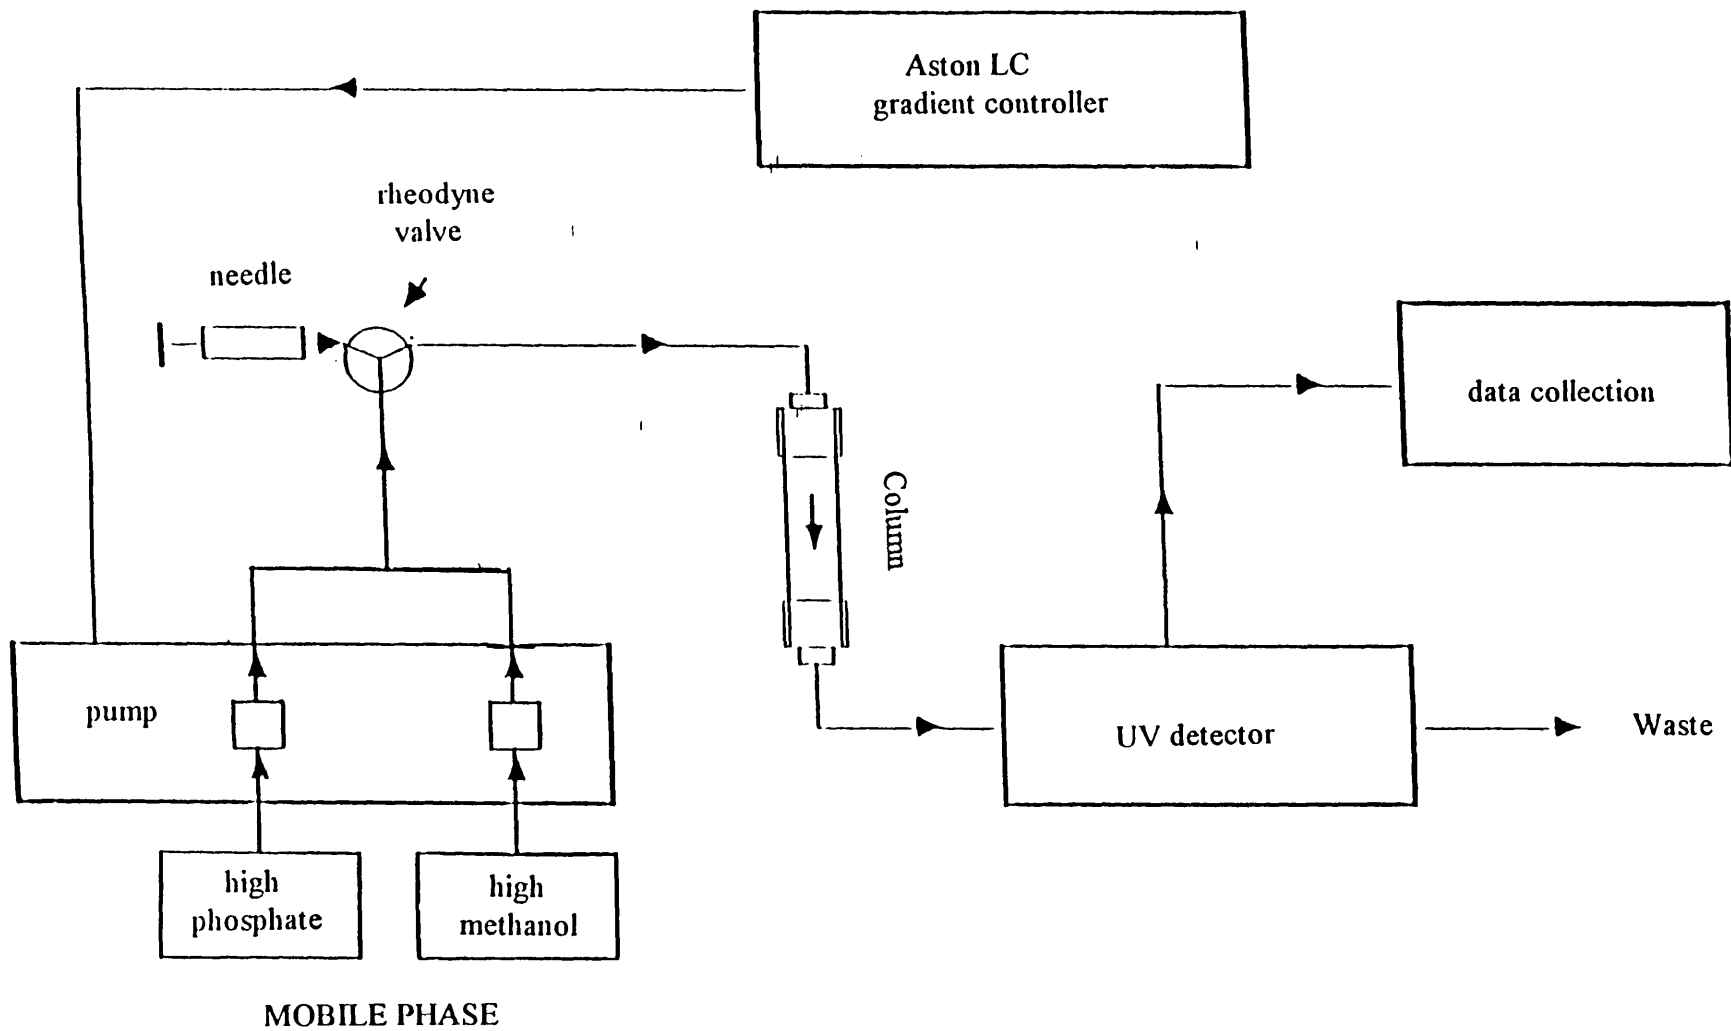 Aston LC
gradient controller
rheodyne
valve
needle
data collection
Column
pump
UV detector
Waste
high
phosphate
high
methanol
MOBILE PHASE